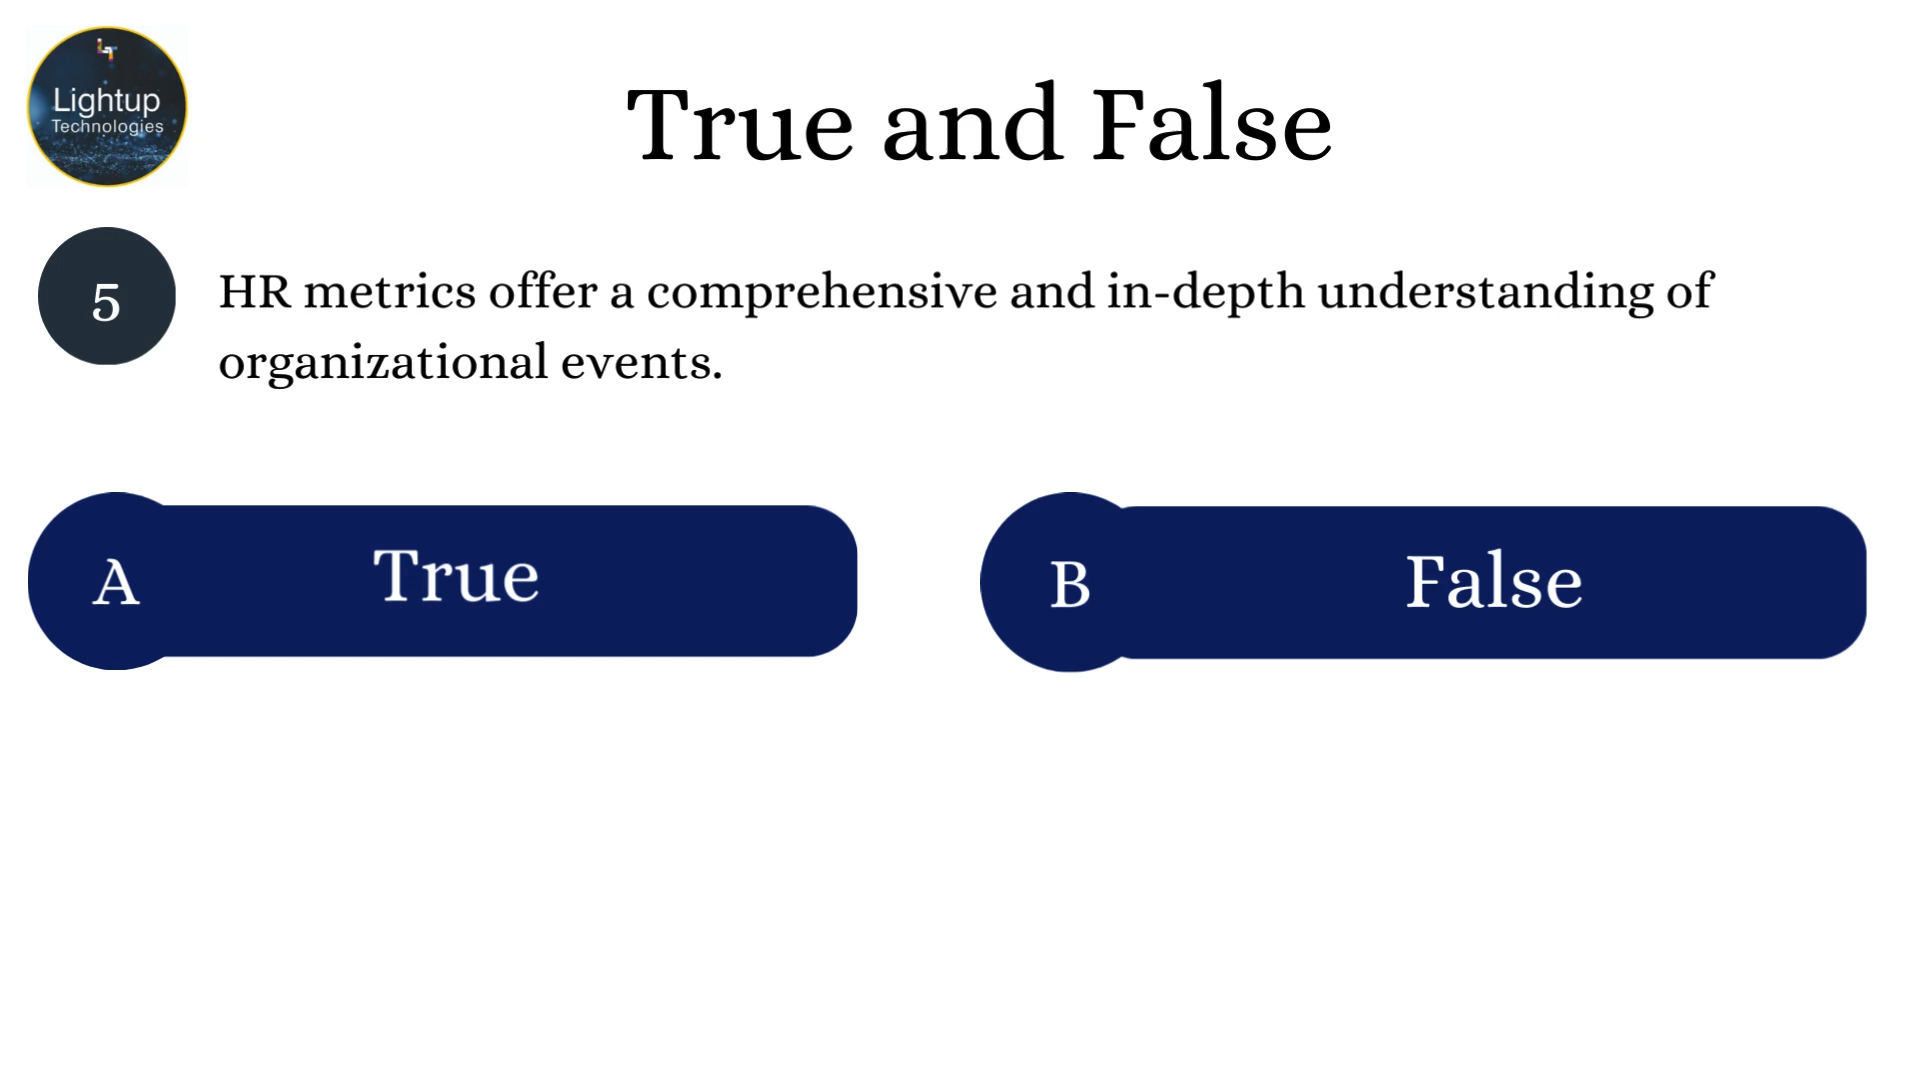 LT
Lightup
Technologies
True and False
5
HR metrics offer a comprehensive and in-depth understanding of
organizational events.
A
True
B
False